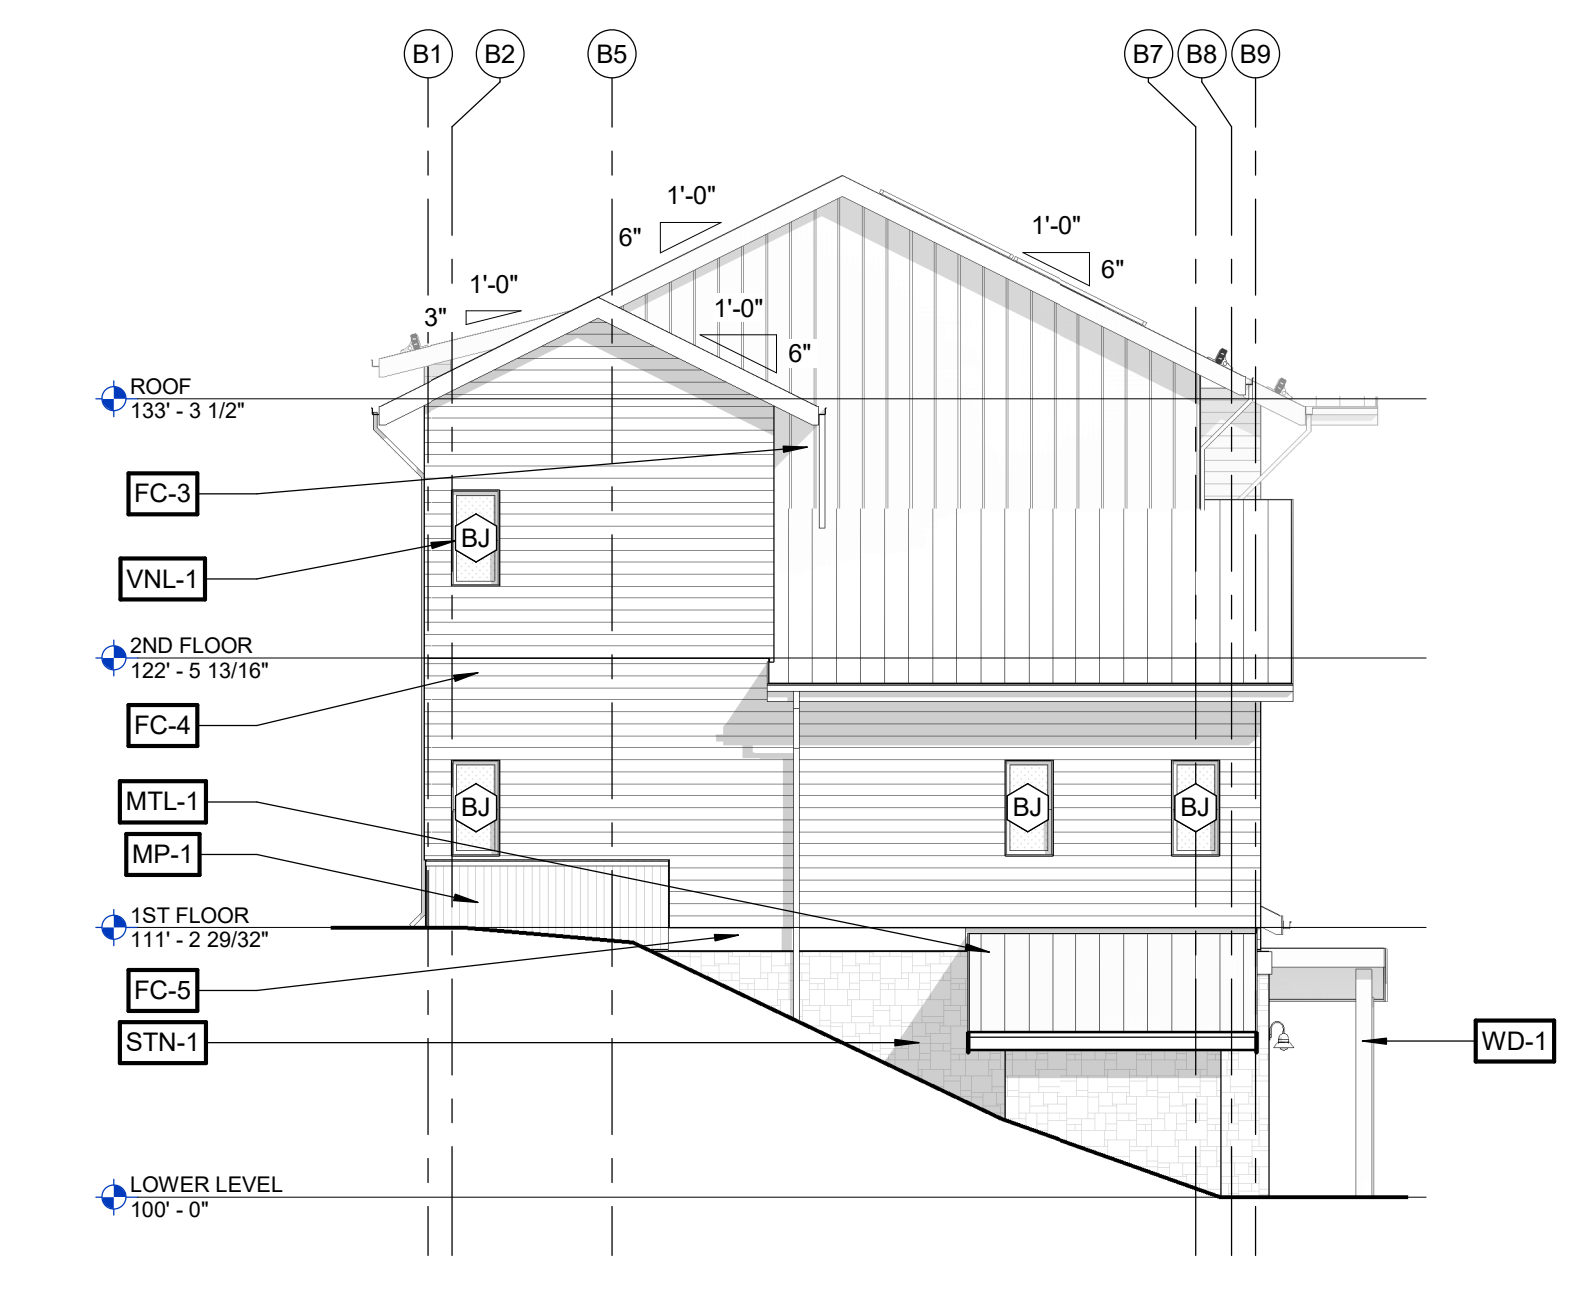 B1
B2
B5
B7
B8
B9
1'-0"
6"
1'-0"
6"
1'-0"
3"
1'-0"
6"
ROOF
133' - 3 1/2"
FC-3
BJ
VNL-1
2ND FLOOR
122' - 5 13/16"
FC-4
MTL-1
BJ
BJ
BJ
MP-1
1ST FLOOR
111' - 2 29/32"
FC-5
STN-1
WD-1
LOWER LEVEL
100' - 0"